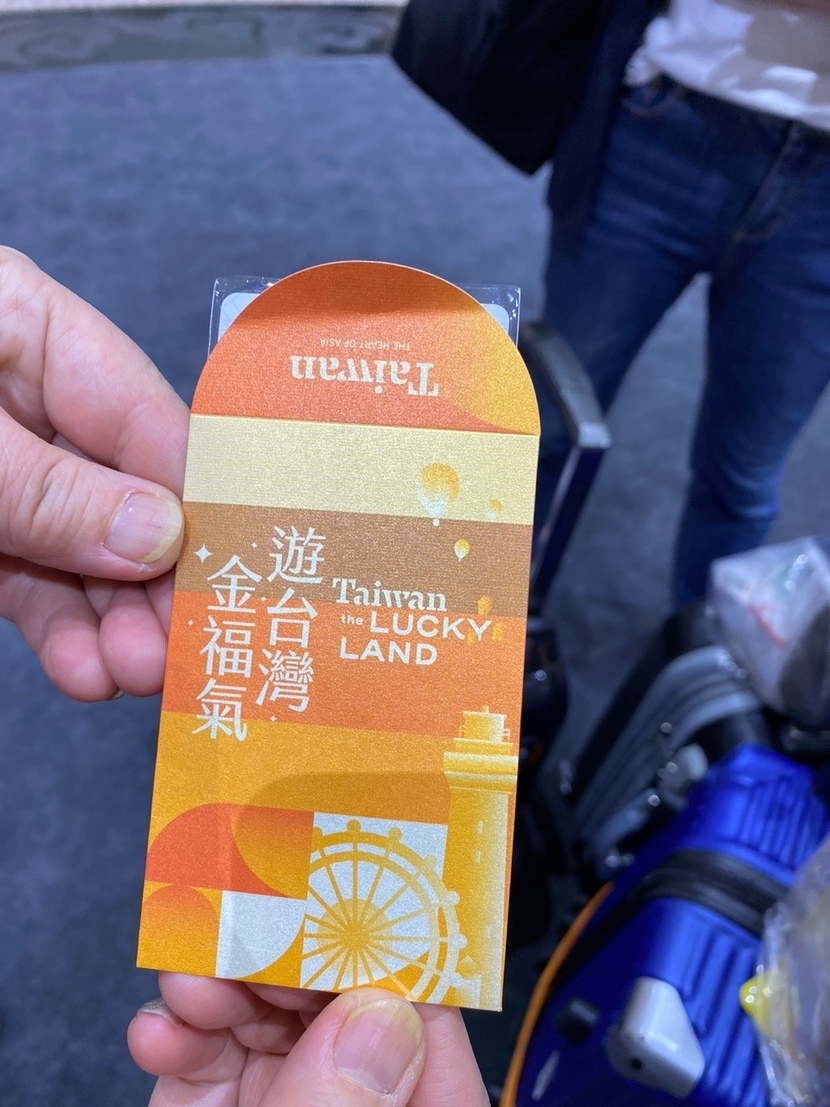 Taiwan
THE HEART OF ASIA
遊台灣
金福氣
Taiwan
the LUCKY
LAND